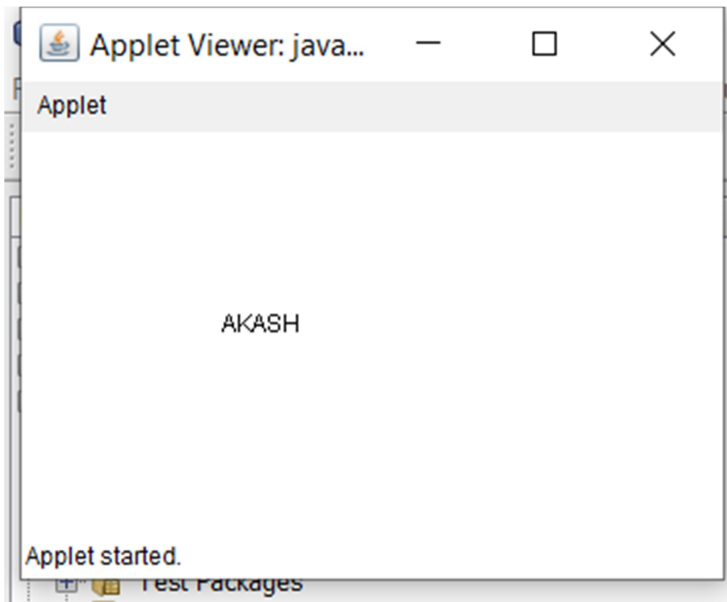 Applet Viewer: java...
Applet
AKASH
Applet started.
Test Packages